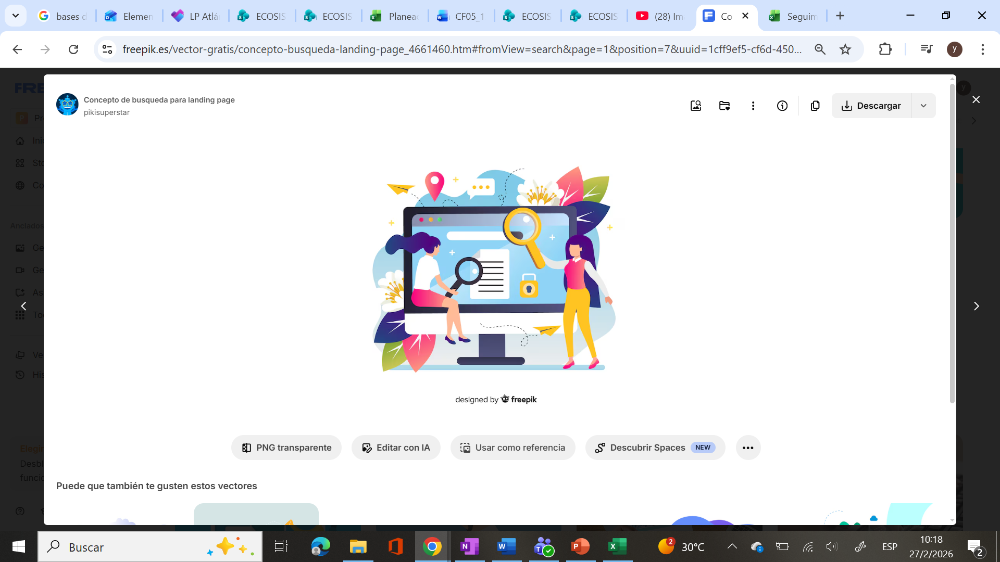 bases d
Elemen
LP Atlá
ECOSIS
ECOSIS
Planeac
CF05_1
ECOSIS
ECOSIS
(28) Im
Co
Seguim
freepik.es/vector-gratis/concepto-busqueda-landing-page_4661460.htm#fromView=search&page=1&position=7&uuid=1cff9ef5-cf6d-450...
y
FRE
Concepto de busqueda para landing page
pikisuperstar
Descargar
P
Pr
Ini
Sto
Co
Anclados
Ge
Ge
As
To
Ve
His
designed by freepik
PNG transparente
Editar con IA
Usar como referencia
Descubrir Spaces NEW
Elegir
Desbl
funcio
Puede que también te gusten estos vectores
Buscar
2
30°C
ESP
10:18
27/2/2026
2